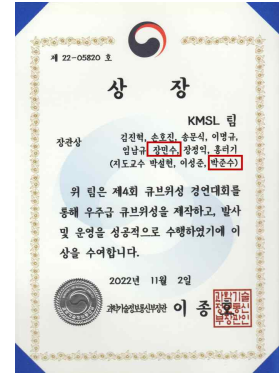 제 22-05820 호
상 장
KMSL 팀
장관상 김진혁, 손호진, 송문식, 이명규,
임남규, 장민수, 장정익, 홍터기
(지도교수 박설현, 이성준, 박준수)
위 팀은 제4회 큐브위성 경연대회를
통해 우주급 큐브위성을 제작하고, 발사
및 운영을 성공적으로 수행하였기에 이
상을 수여합니다.
2022년 11월 2일
과학기술정보통신부장관 이 종 호